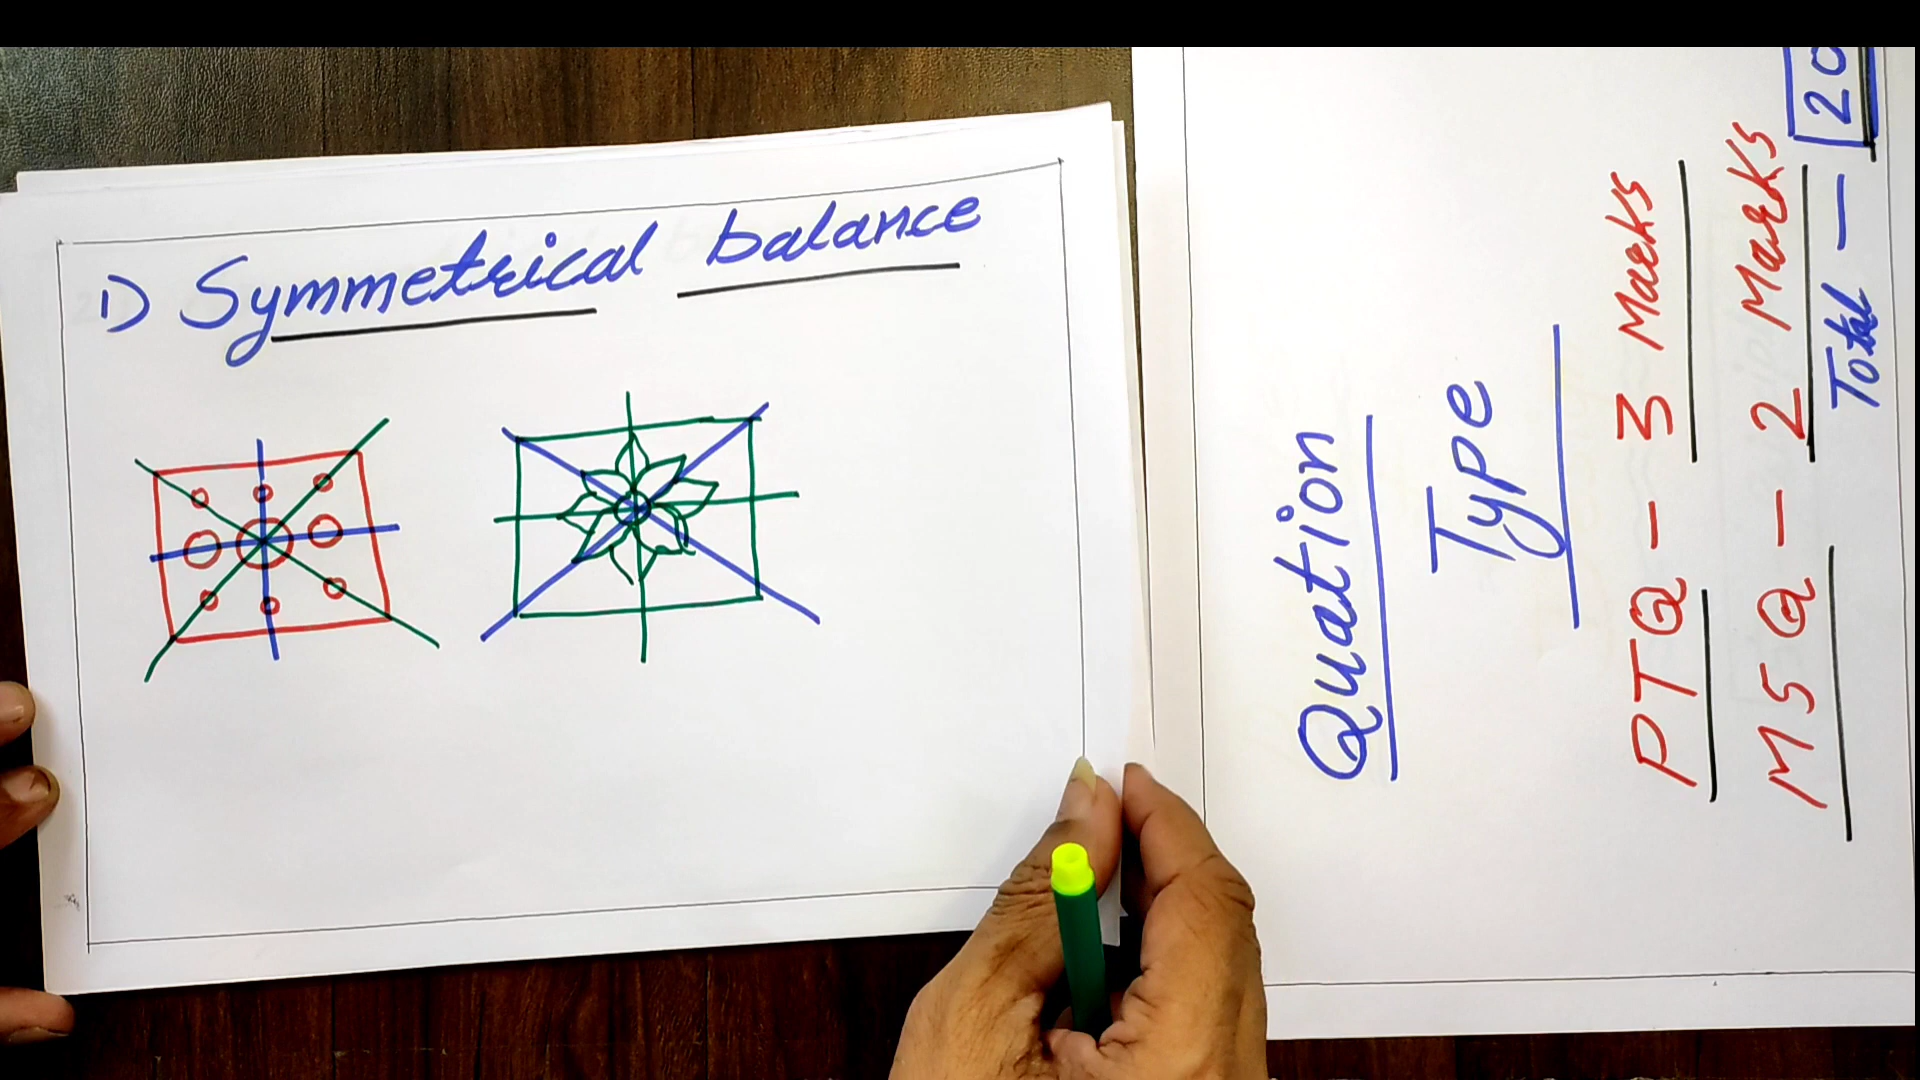 1) Symmetrical balance
Quation
Type
PTQ - 3 Marks
MSQ - 2 Marks
Total -